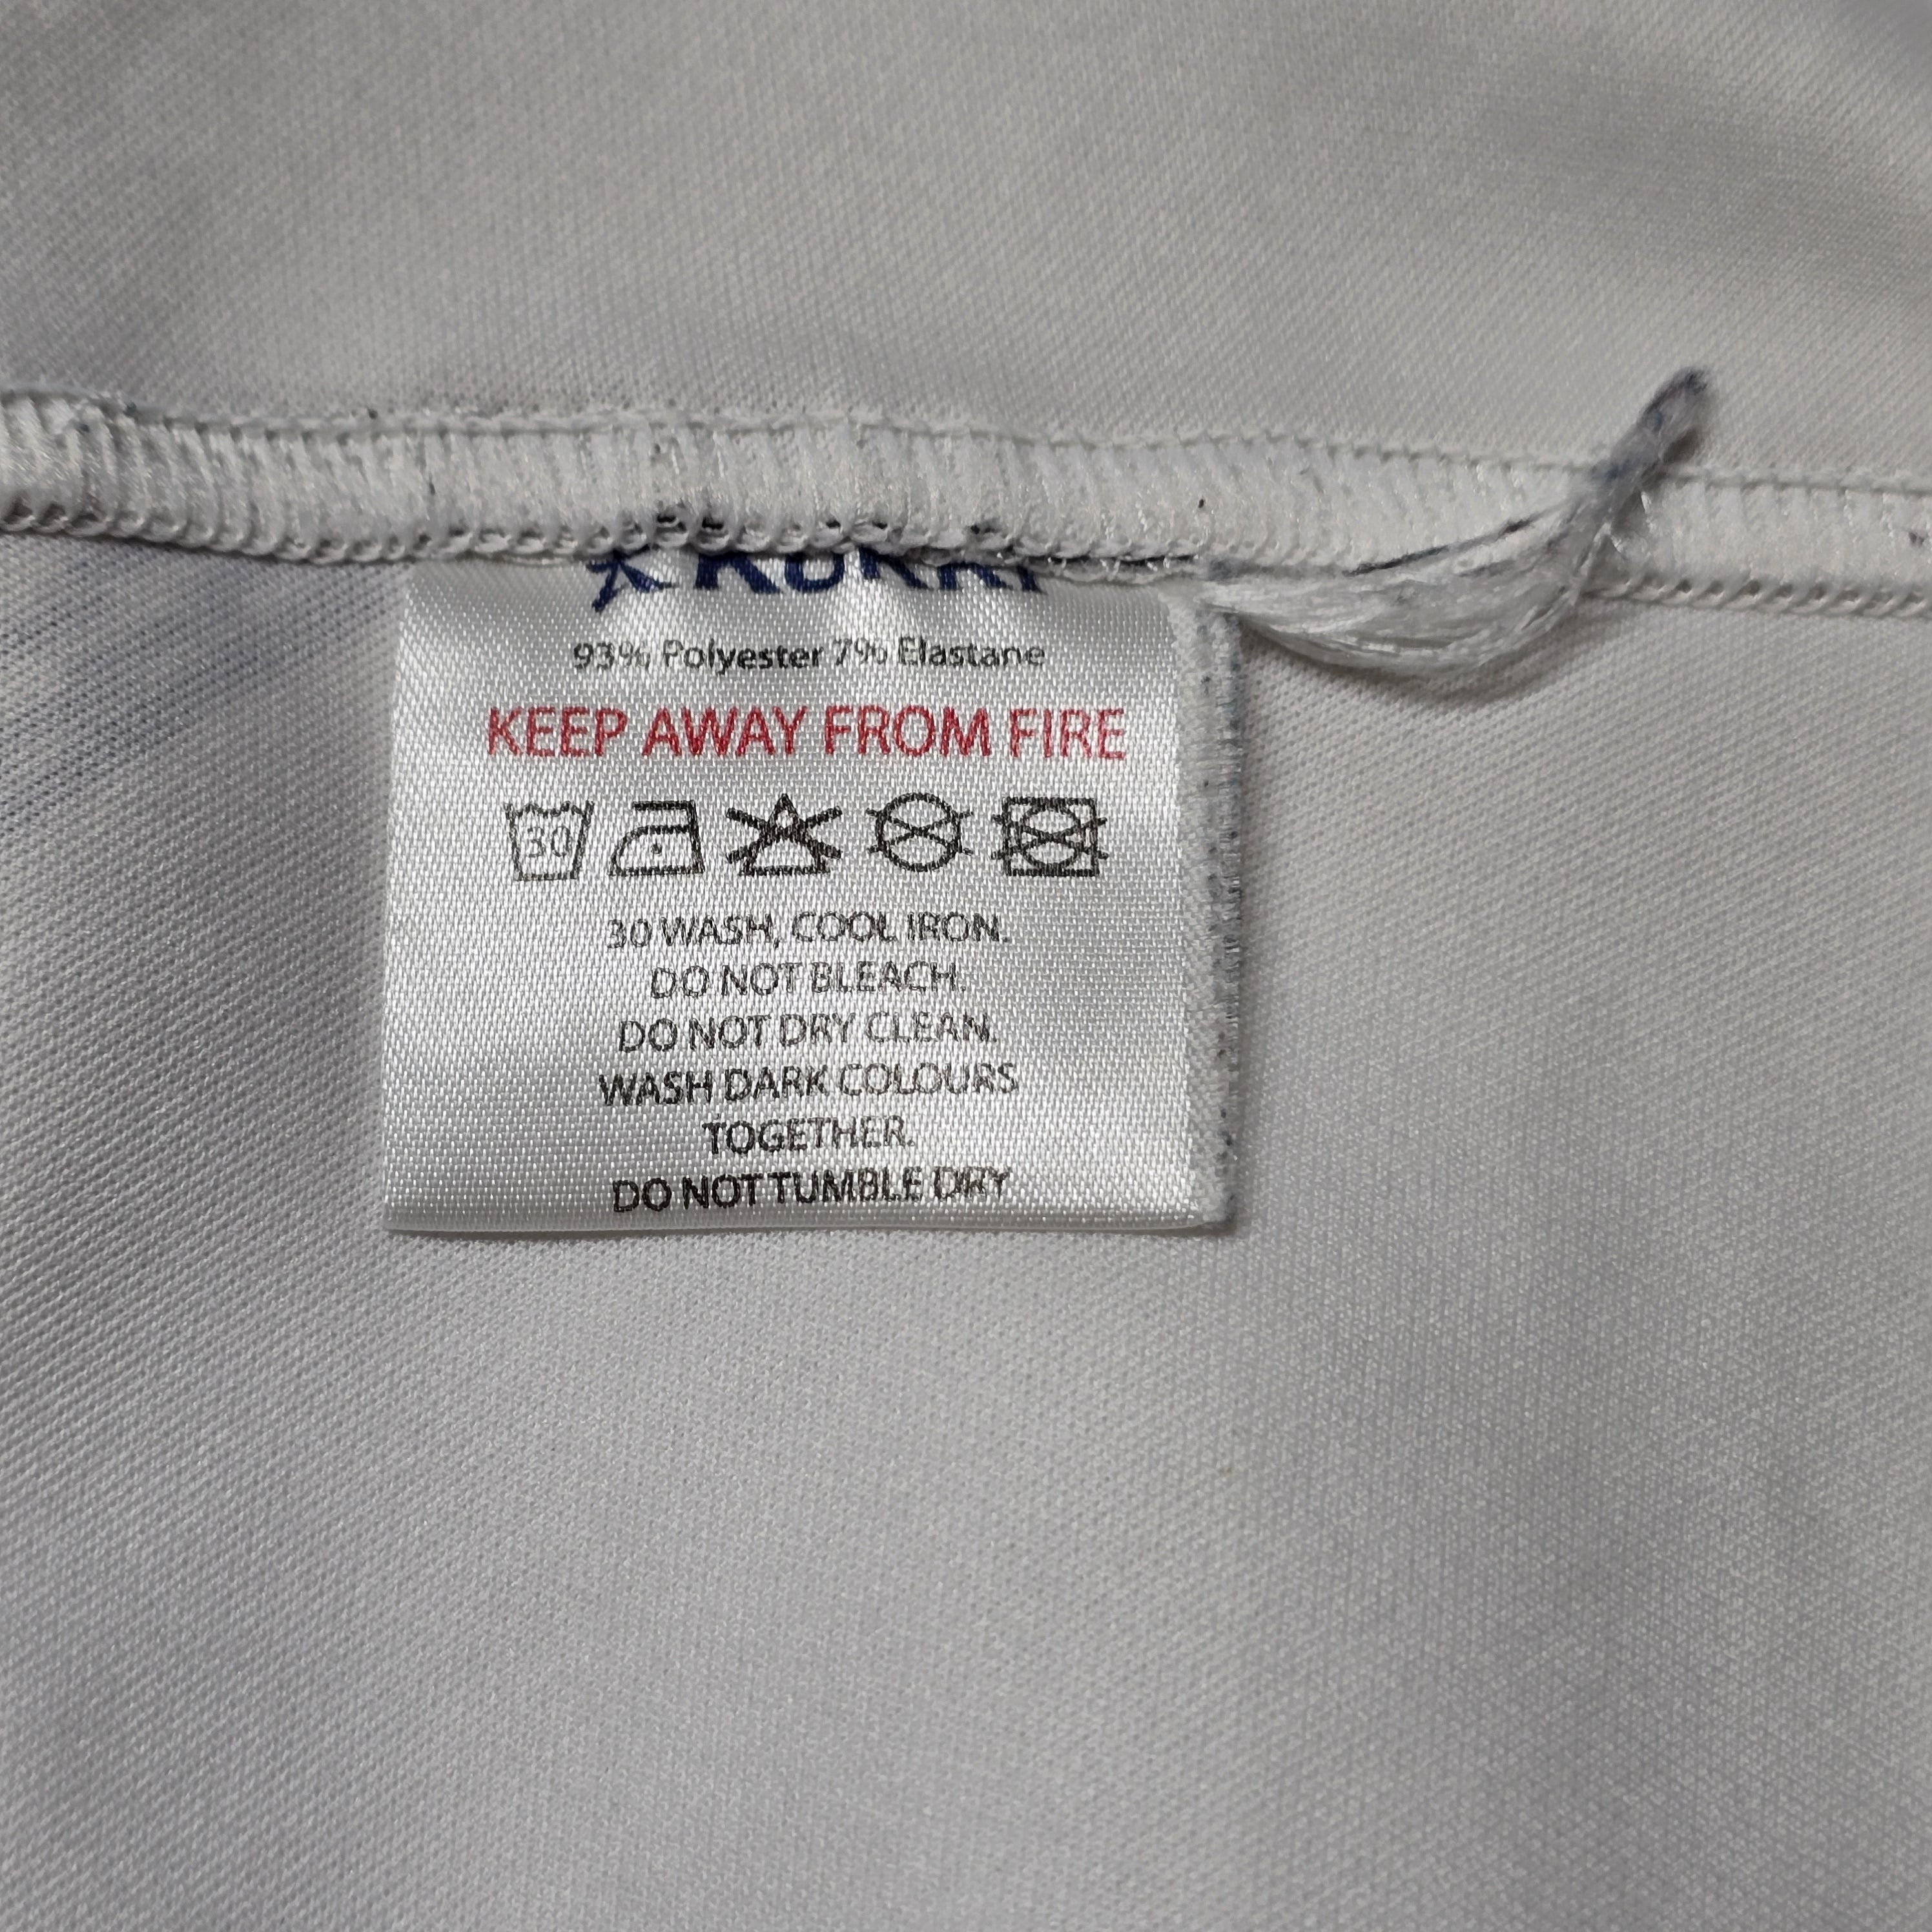 93% Polyester 7% Elastane
KEEP AWAY FROM FIRE
30
30 WASH, COOL IRON.
DO NOT BLEACH.
DO NOT DRY CLEAN.
WASH DARK COLOURS
TOGETHER.
DO NOT TUMBLE DRY